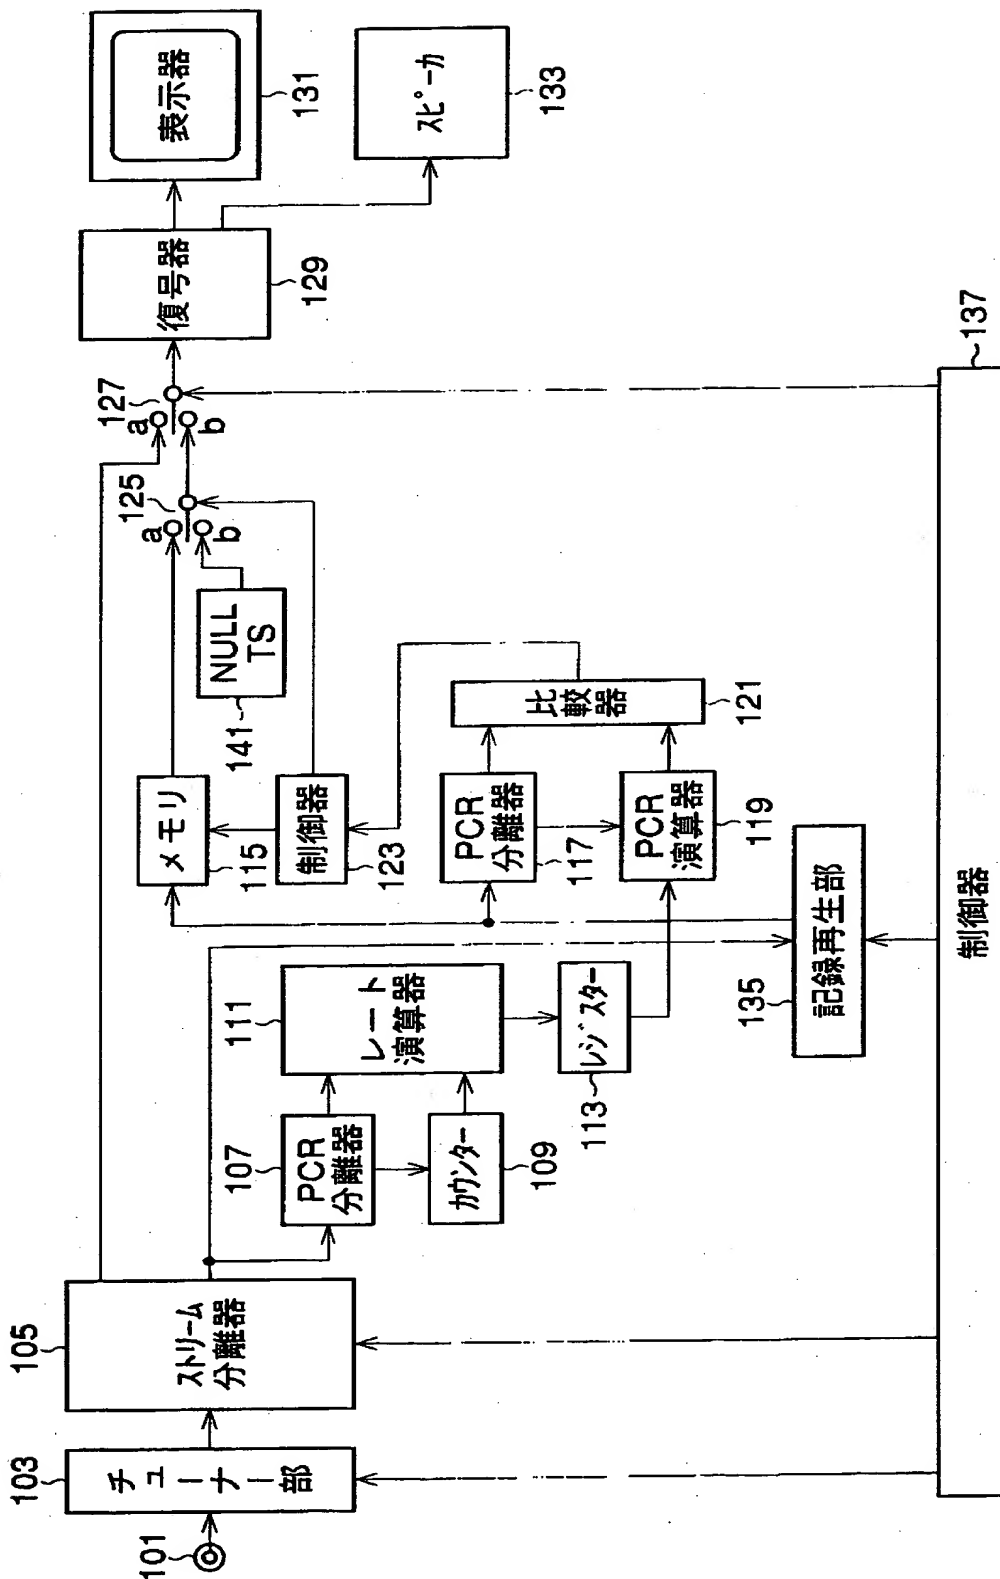 101
103
チューナー部
105
ストリーム
分離器
107
PCR
分離器
カウンター
109
111
レート
演算器
レジスター
113
メモリ
115
制御器
123
PCR
分離器
117
PCR
演算器
119
比較器
121
記録再生部
135
141
NULL
TS
a
125
b
a
127
b
復号器
129
表示器
131
スピーカ
133
制御器
137